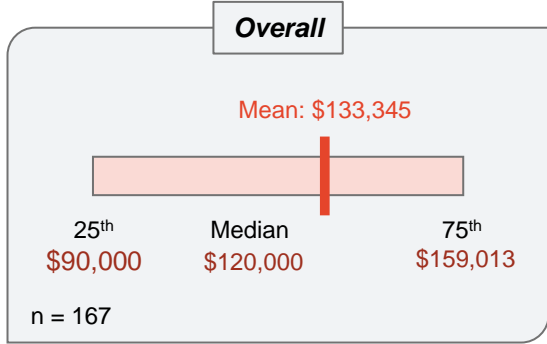 Overall
Mean: $133,345
25th Median 75th
$90,000 $120,000 $159,013
n = 167